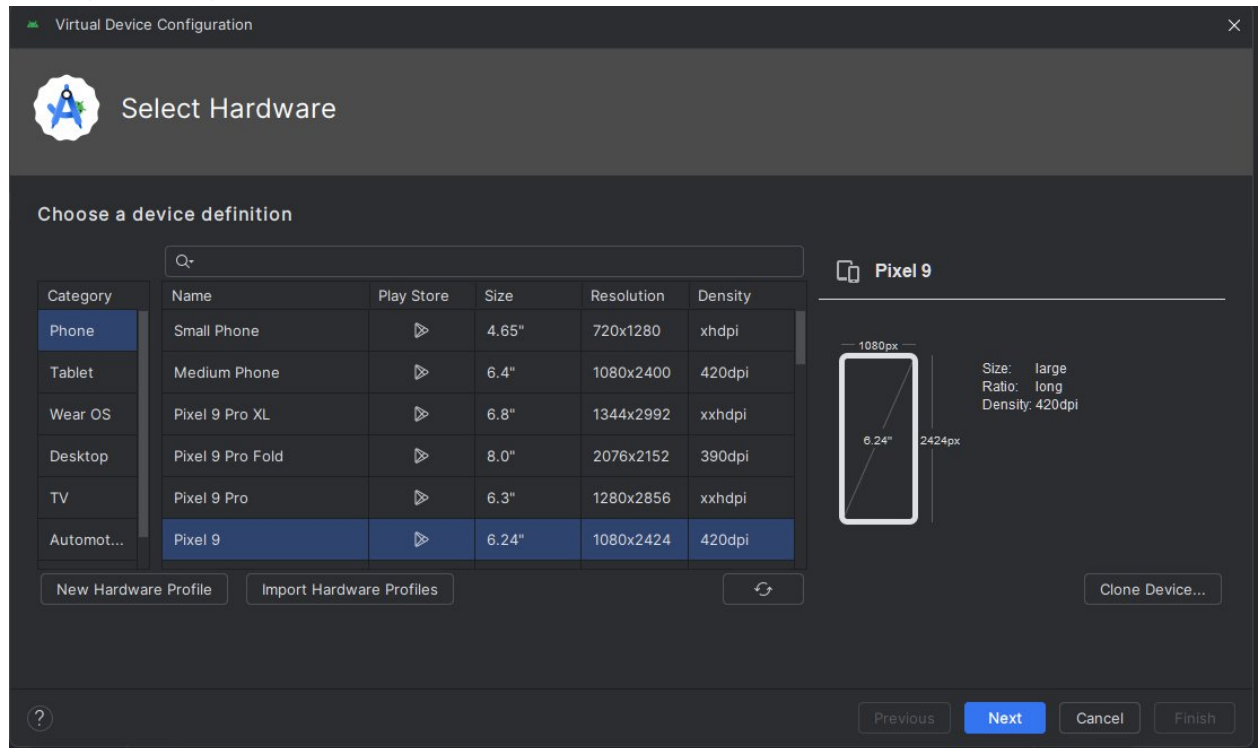 Virtual Device Configuration
Select Hardware
Choose a device definition
Category
Phone
Tablet
Wear OS
Desktop
TV
Automot...
Name Play Store Size Resolution Density
Small Phone 4.65" 720x1280 xhdpi
Medium Phone 6.4" 1080x2400 420dpi
Pixel 9 Pro XL 6.8" 1344x2992 xxhdpi
Pixel 9 Pro Fold 8.0" 2076x2152 390dpi
Pixel 9 Pro 6.3" 1280x2856 xxhdpi
Pixel 9 6.24" 1080x2424 420dpi
New Hardware Profile Import Hardware Profiles
Pixel 9
1080px
6.24"
2424px
Size: large
Ratio: long
Density: 420dpi
Clone Device...
?
Previous Next Cancel Finish